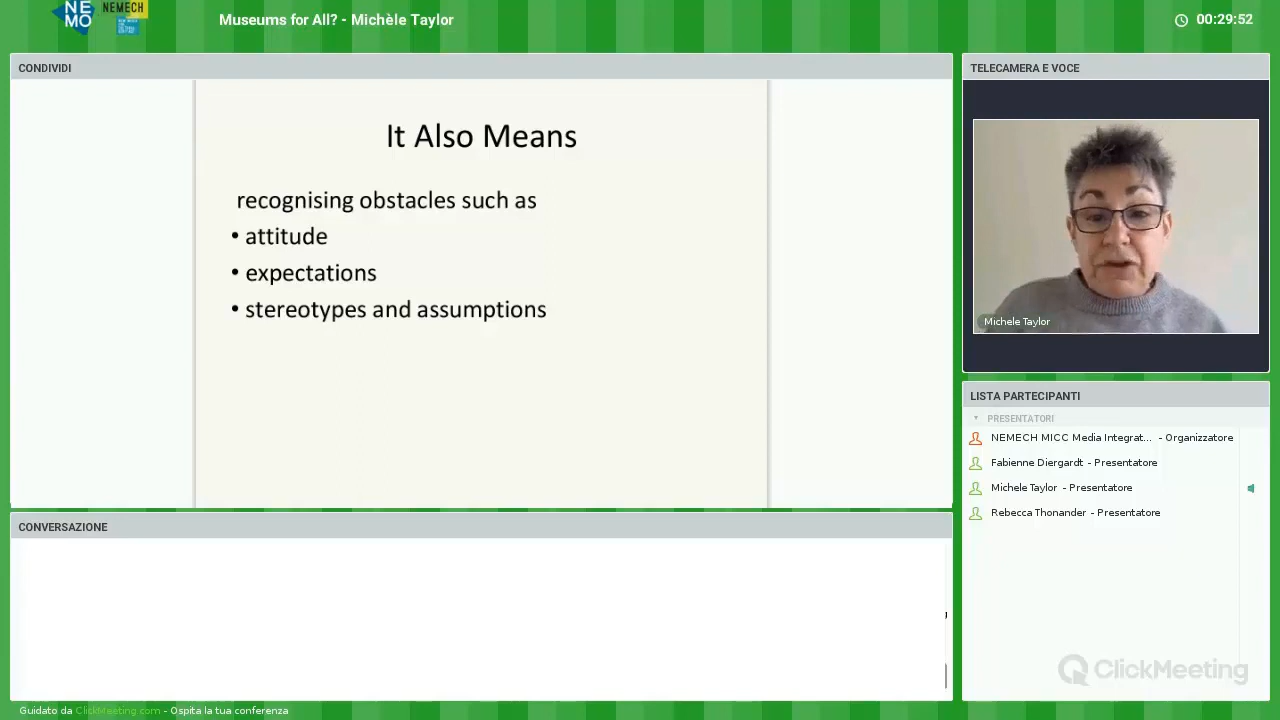 NE
MO
NEMECH
Museums for All? - Michèle Taylor
00:29:52
CONDIVIDI
TELECAMERA E VOCE
It Also Means
recognising obstacles such as
• attitude
• expectations
• stereotypes and assumptions
Michele Taylor
LISTA PARTECIPANTI
PRESENTATORI
NEMECH MICC Media Integrat... - Organizzatore
Fabienne Diergardt - Presentatore
Michele Taylor - Presentatore
Rebecca Thonander - Presentatore
CONVERSAZIONE
ClickMeeting
Guidato da ClickMeeting.com - Ospita la tua conferenza